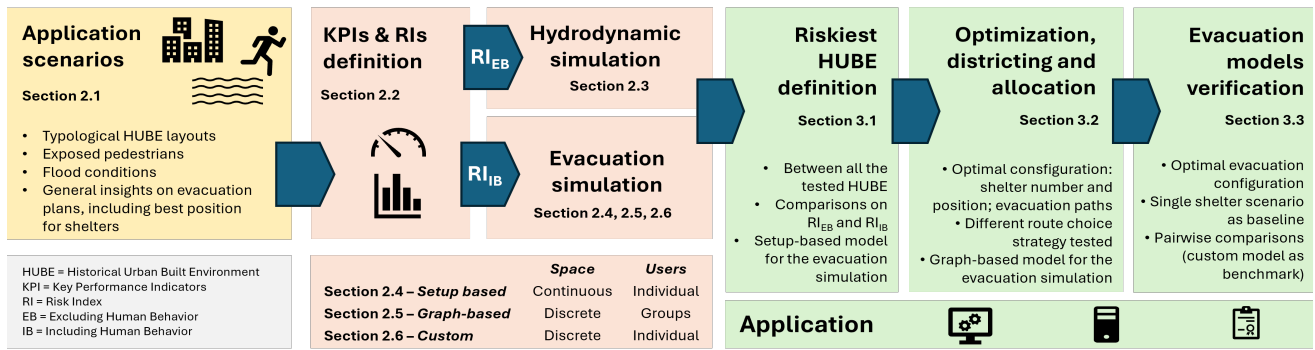 Application
scenarios
Section 2.1
• Typological HUBE layouts
• Exposed pedestrians
• Flood conditions
• General insights on evacuation
plans, including best position
for shelters
HUBE = Historical Urban Built Environment
KPI = Key Performance Indicators
RI = Risk Index
EB = Excluding Human Behavior
IB = Including Human Behavior
KPIs & RIs
definition
Section 2.2
RIEB
Hydrodynamic
simulation
Section 2.3
RIIB
Evacuation
simulation
Section 2.4, 2.5, 2.6
Space Users
Section 2.4 – Setup based Continuous Individual
Section 2.5 – Graph-based Discrete Groups
Section 2.6 – Custom Discrete Individual
Riskiest
HUBE
definition
Section 3.1
• Between all the
tested HUBE
• Comparisons on
RIEB and RIIB
• Setup-based model
for the evacuation
simulation
Optimization,
districting and
allocation
Section 3.2
• Optimal configuration:
shelter number and
position; evacuation paths
• Different route choice
strategy tested
• Graph-based model for the
evacuation simulation
Evacuation
models
verification
Section 3.3
• Optimal evacuation
configuration
• Single shelter scenario
as baseline
• Pairwise comparisons
(custom model as
benchmark)
Application